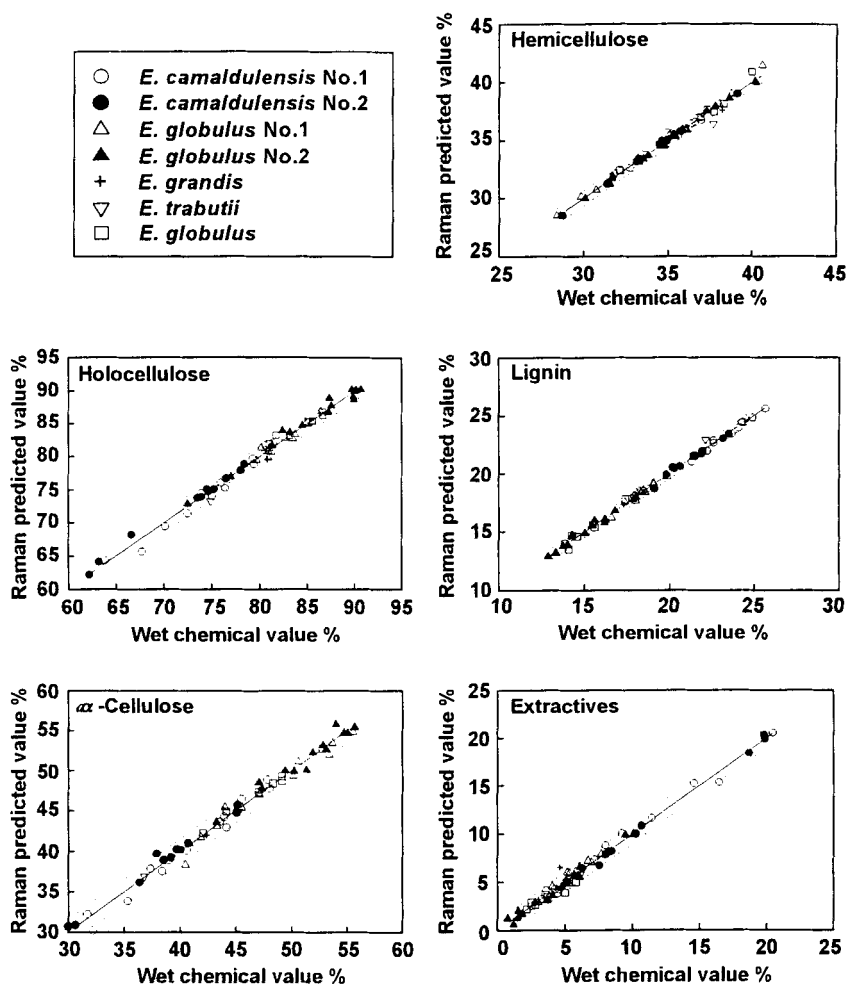 E. camaldulensis No.1
E. camaldulensis No.2
E. globulus No.1
E. globulus No.2
E. grandis
E. trabutii
E. globulus
Hemicellulose
Raman predicted value %
45
40
35
30
25
25 30 35 40 45
Wet chemical value %
Holocellulose
Raman predicted value %
95
90
85
80
75
70
65
60
60 65 70 75 80 85 90 95
Wet chemical value %
Lignin
Raman predicted value %
30
25
20
15
10
10 15 20 25 30
Wet chemical value %
α -Cellulose
Raman predicted value %
60
55
50
45
40
35
30
30 35 40 45 50 55 60
Wet chemical value %
Extractives
Raman predicted value %
25
20
15
10
5
0
0 5 10 15 20 25
Wet chemical value %